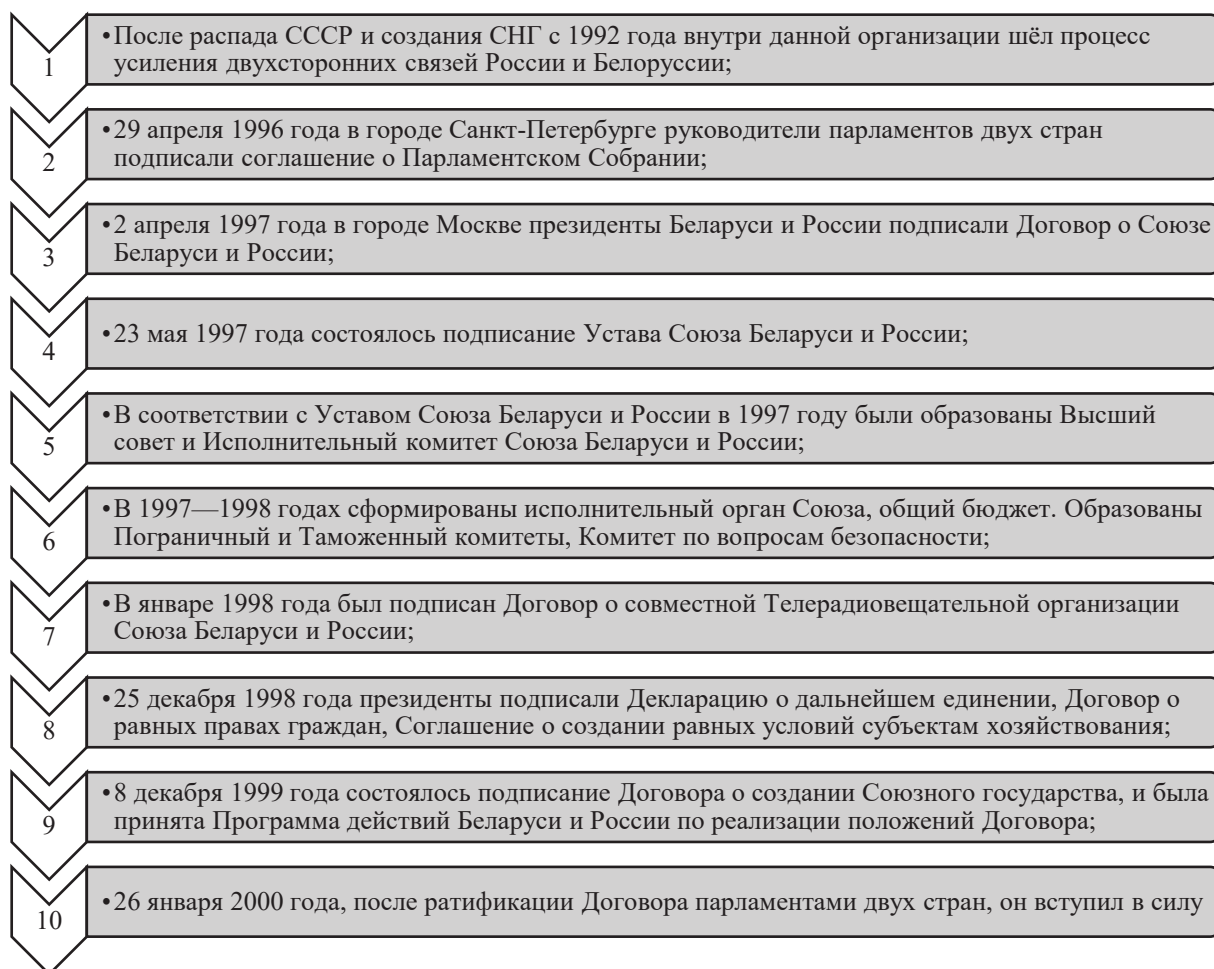 1
•После распада СССР и создания СНГ с 1992 года внутри данной организации шёл процесс
усиления двухсторонних связей России и Белоруссии;
2
•29 апреля 1996 года в городе Санкт-Петербурге руководители парламентов двух стран
подписали соглашение о Парламентском Собрании;
3
•2 апреля 1997 года в городе Москве президенты Беларуси и России подписали Договор о Союзе
Беларуси и России;
4
•23 мая 1997 года состоялось подписание Устава Союза Беларуси и России;
5
•В соответствии с Уставом Союза Беларуси и России в 1997 году были образованы Высший
совет и Исполнительный комитет Союза Беларуси и России;
6
•В 1997—1998 годах сформированы исполнительный орган Союза, общий бюджет. Образованы
Пограничный и Таможенный комитеты, Комитет по вопросам безопасности;
7
•В январе 1998 года был подписан Договор о совместной Телерадиовещательной организации
Союза Беларуси и России;
8
•25 декабря 1998 года президенты подписали Декларацию о дальнейшем единении, Договор о
равных правах граждан, Соглашение о создании равных условий субъектам хозяйствования;
9
•8 декабря 1999 года состоялось подписание Договора о создании Союзного государства, и была
принята Программа действий Беларуси и России по реализации положений Договора;
10
•26 января 2000 года, после ратификации Договора парламентами двух стран, он вступил в силу